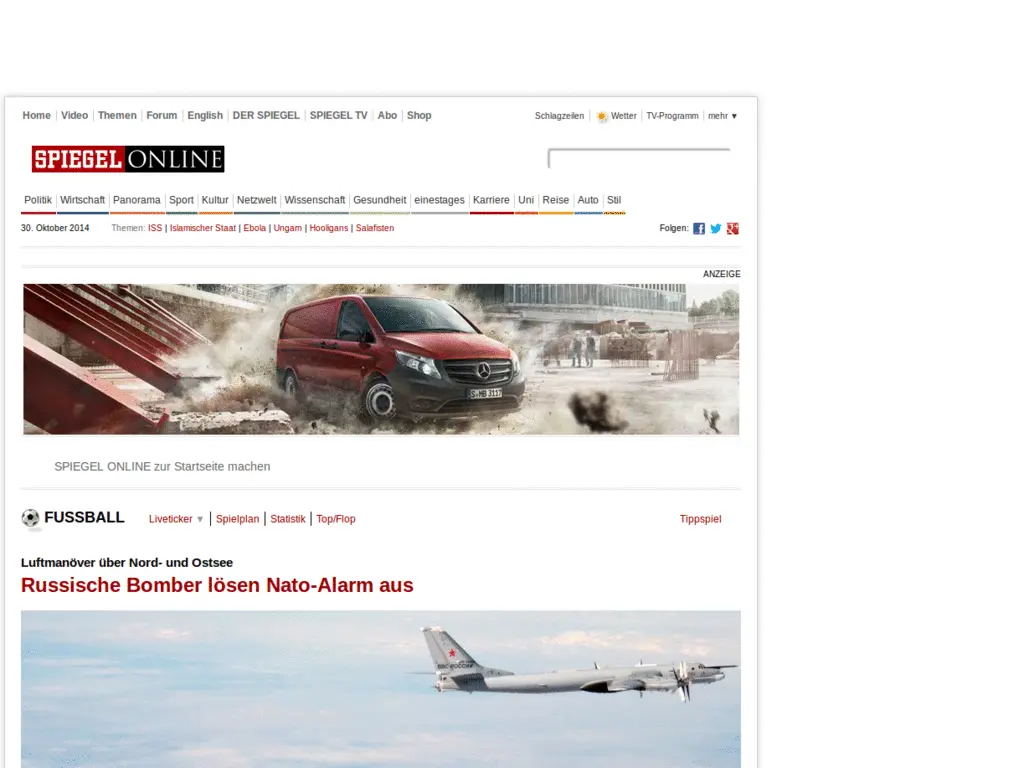 Home Video Themen Forum English DER SPIEGEL SPIEGEL TV Abo Shop Schlagzeilen Wetter TV-Programm mehr ▼
SPIEGEL ONLINE
Politik Wirtschaft Panorama Sport Kultur Netzwelt Wissenschaft Gesundheit einestages Karriere Uni Reise Auto Stil
30. Oktober 2014 Themen: ISS | Islamischer Staat | Ebola | Ungarn | Hooligans | Salafisten Folgen:
ANZEIGE
S-MB 3117
SPIEGEL ONLINE zur Startseite machen
FUSSBALL Liveticker ▼ | Spielplan | Statistik | Top/Flop Tippspiel
Luftmanöver über Nord- und Ostsee
Russische Bomber lösen Nato-Alarm aus
ВВС РОССИИ